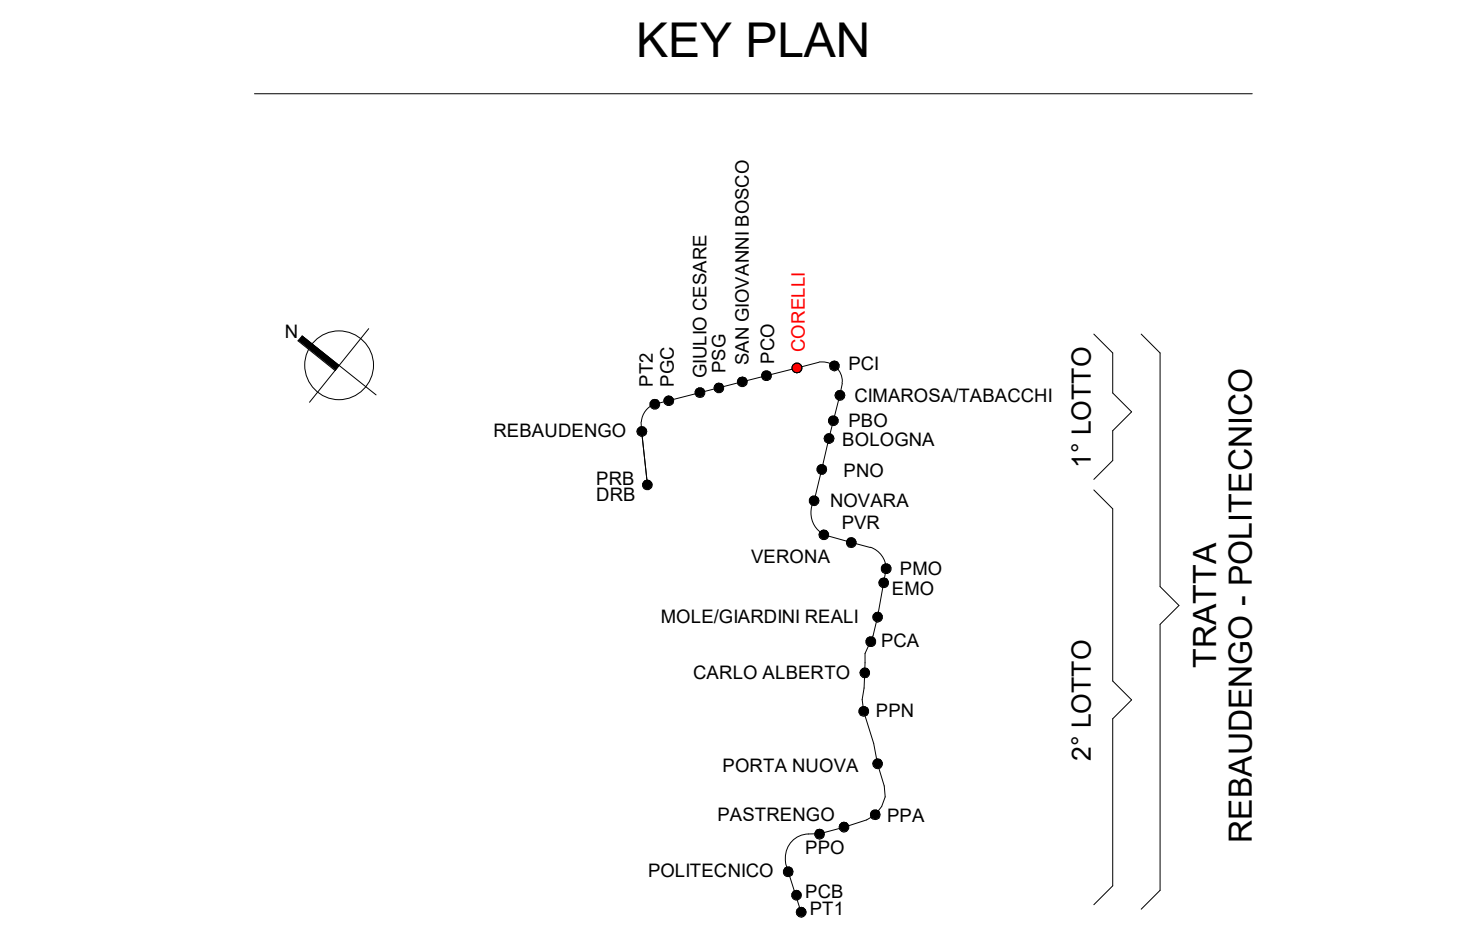 KEY PLAN
N
PT2
PGC
GIULIO CESARE
PSG
SAN GIOVANNI BOSCO
PCO
CORELLI
PCI
CIMAROSA/TABACCHI
PBO
BOLOGNA
REBAUDENGO
PRB
DRB
PNO
NOVARA
PVR
VERONA
PMO
EMO
MOLE/GIARDINI REALI
PCA
CARLO ALBERTO
PPN
PORTA NUOVA
PASTRENGO
PPA
PPO
POLITECNICO
PCB
PT1
1° LOTTO
2° LOTTO
TRATTA
REBAUDENGO - POLITECNICO